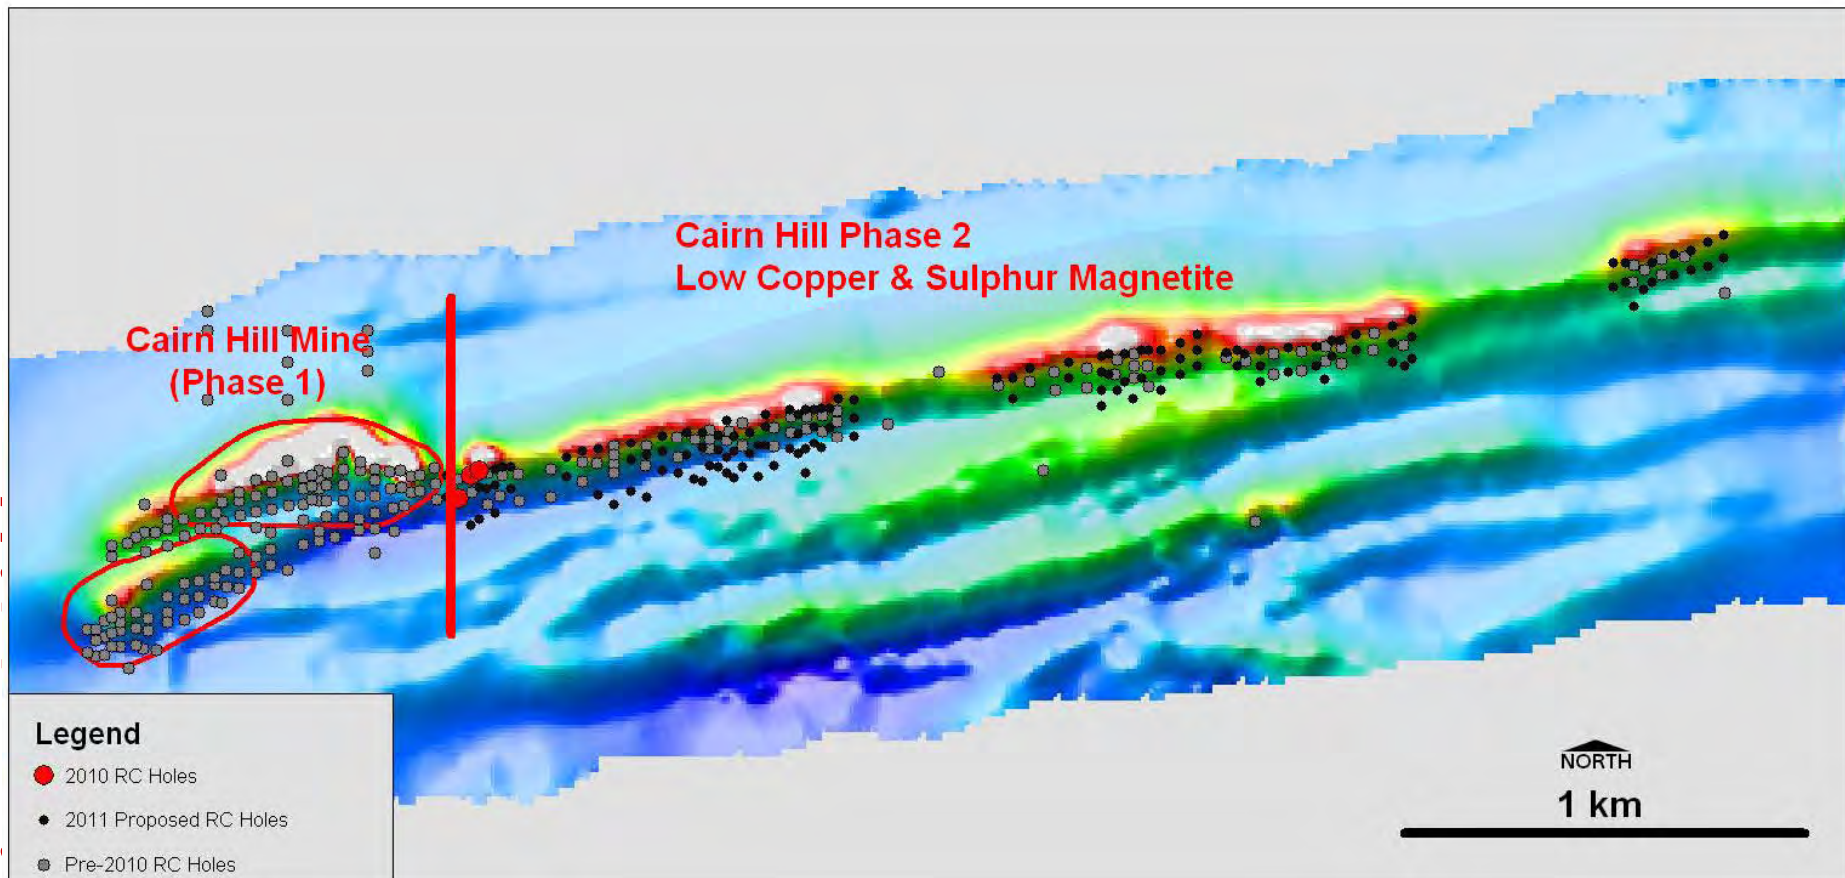 Cairn Hill Phase 2
Low Copper & Sulphur Magnetite
Cairn Hill Mine
(Phase 1)
Legend
2010 RC Holes
2011 Proposed RC Holes
Pre-2010 RC Holes
NORTH
1 km